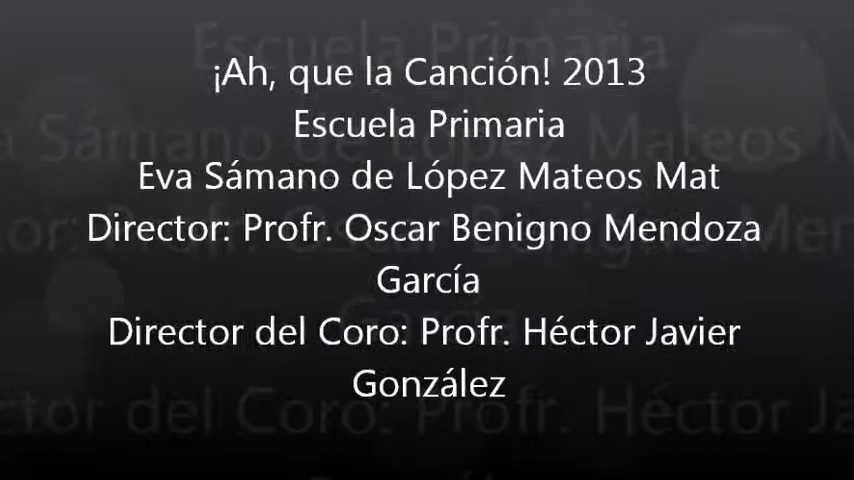 ¡Ah, que la Canción! 2013
Escuela Primaria
Eva Sámano de López Mateos Mat
Director: Profr. Oscar Benigno Mendoza
García
Director del Coro: Profr. Héctor Javier
González